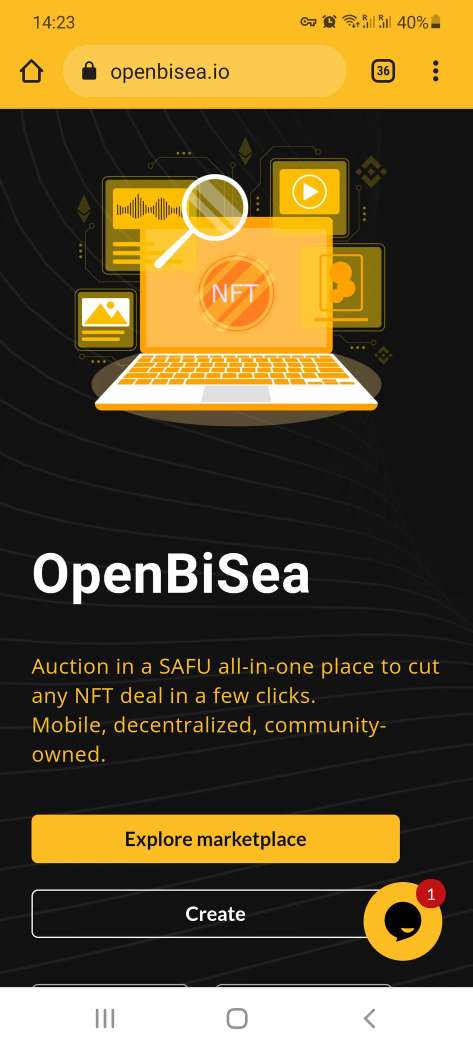 14:23
R R 40%
openbisea.io
36
NFT
OpenBiSea
Auction in a SAFU all-in-one place to cut
any NFT deal in a few clicks.
Mobile, decentralized, community-
owned.
Explore marketplace
Create
1